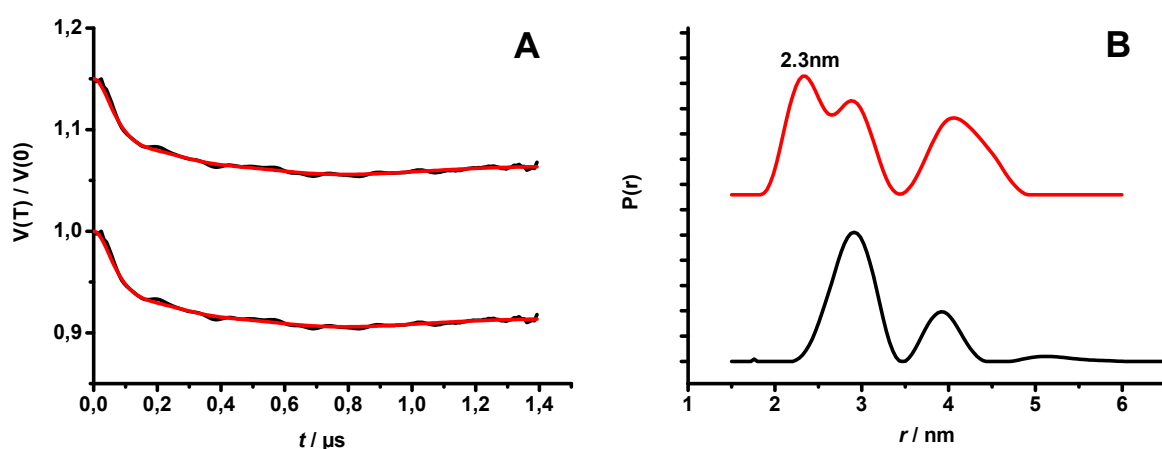 A
V(T) / V(0)
1,2
1,1
1,0
0,9
0,0 0,2 0,4 0,6 0,8 1,0 1,2 1,4
t / μs
B
2.3nm
P(r)
1 2 3 4 5 6
r / nm